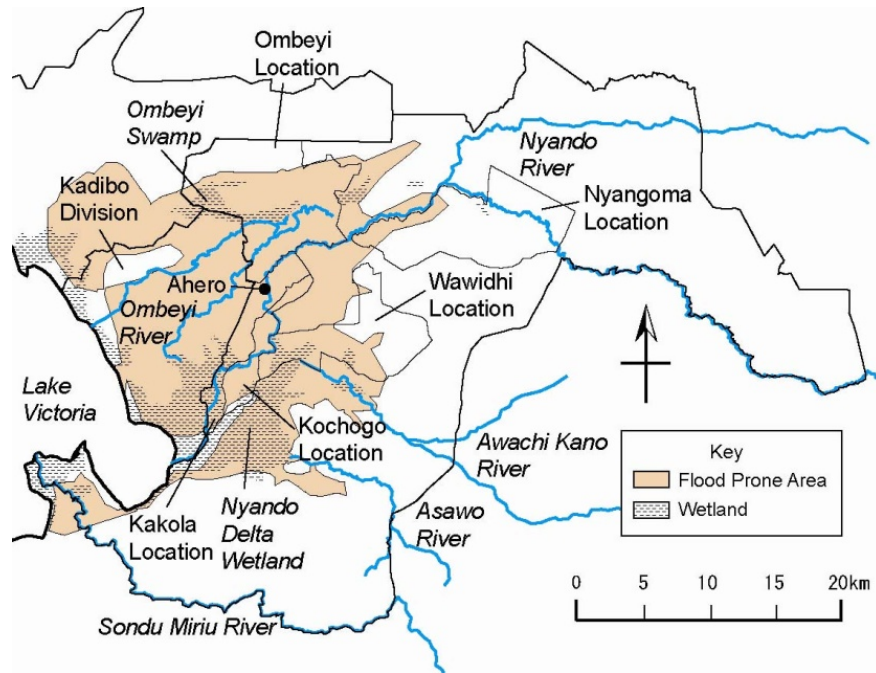 Ombeyi
Location
Ombeyi
Swamp
Nyando
River
Kadibo
Division
Nyangoma
Location
Ahero
Wawidhi
Location
Ombeyi
River
Lake
Victoria
Kochogo
Location
Awachi Kano
River
Key
Flood Prone Area
Wetland
Kakola
Location
Nyando
Delta
Wetland
Asawo
River
0 5 10 15 20km
Sondu Miriu River